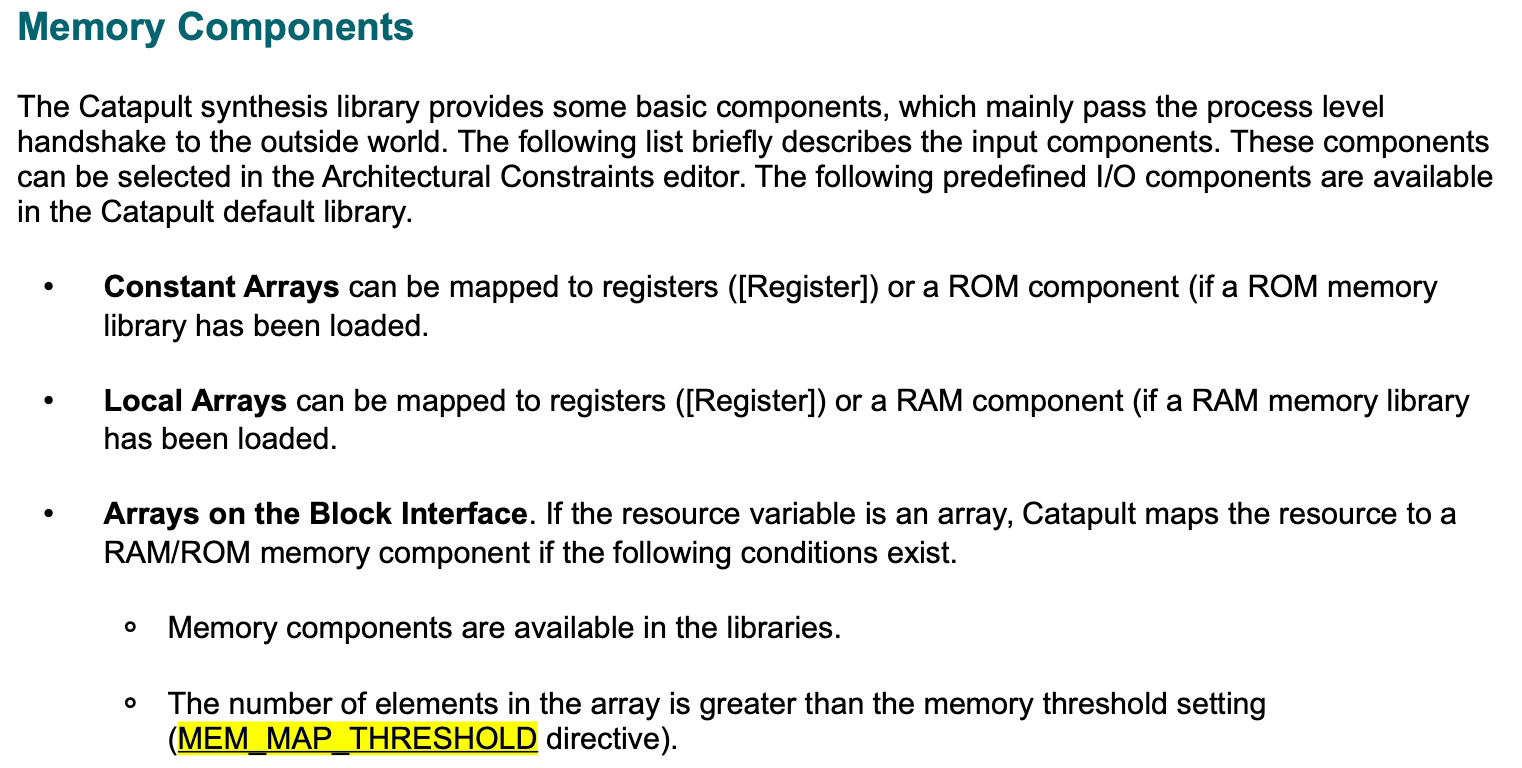 Memory Components
The Catapult synthesis library provides some basic components, which mainly pass the process level
handshake to the outside world. The following list briefly describes the input components. These components
can be selected in the Architectural Constraints editor. The following predefined I/O components are available
in the Catapult default library.
• Constant Arrays can be mapped to registers ([Register]) or a ROM component (if a ROM memory
library has been loaded.
• Local Arrays can be mapped to registers ([Register]) or a RAM component (if a RAM memory library
has been loaded.
• Arrays on the Block Interface. If the resource variable is an array, Catapult maps the resource to a
RAM/ROM memory component if the following conditions exist.
◦ Memory components are available in the libraries.
◦ The number of elements in the array is greater than the memory threshold setting
(MEM_MAP_THRESHOLD directive).